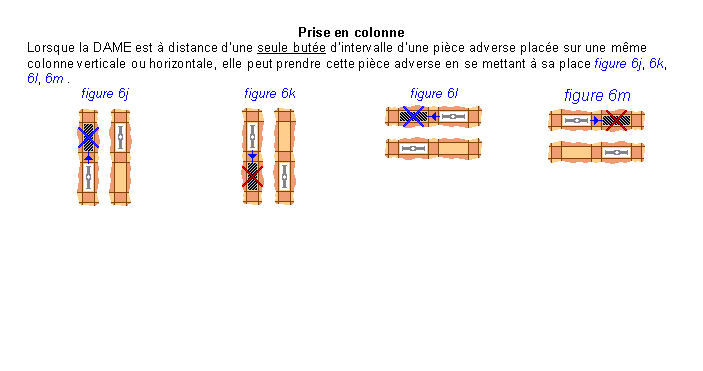 Prise en colonne
Lorsque la DAME est à distance d'une seule butée d'intervalle d'une pièce adverse placée sur une même
colonne verticale ou horizontale, elle peut prendre cette pièce adverse en se mettant à sa place figure 6j, 6k,
6l, 6m .
figure 6j figure 6k figure 6l figure 6m